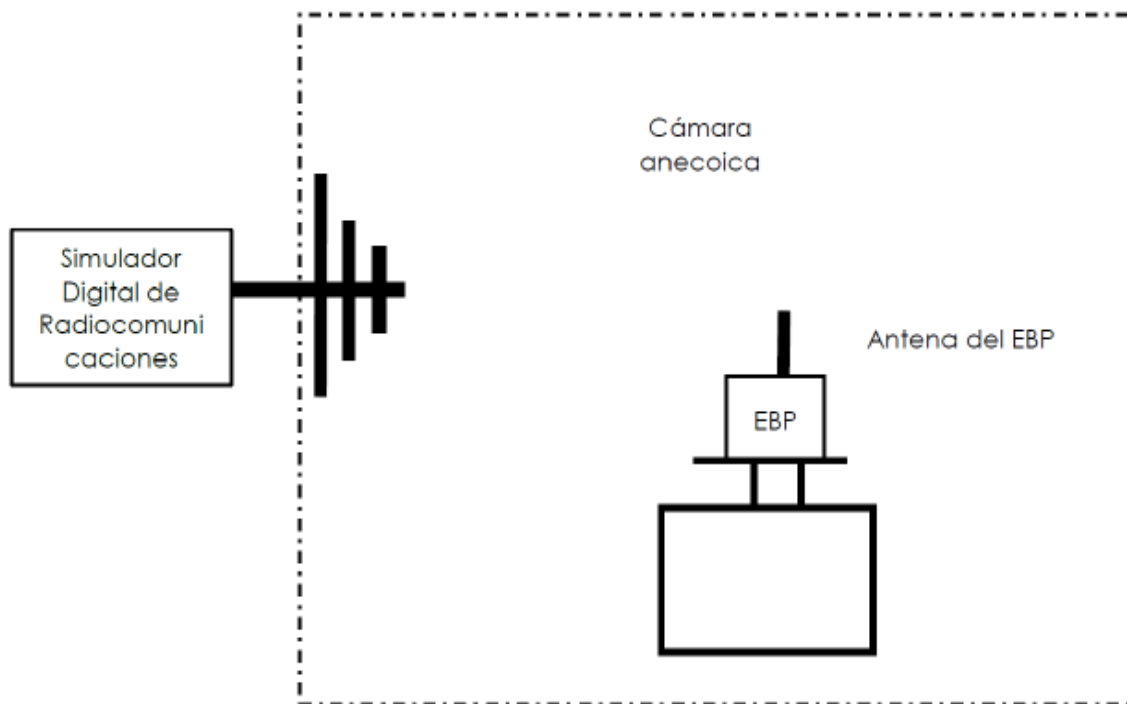 Cámara
anecoica
Simulador
Digital de
Radiocomuni
caciones
Antena del EBP
EBP